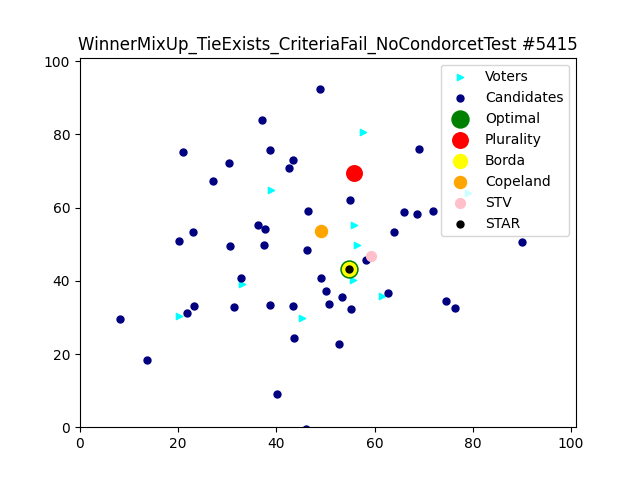 WinnerMixUp_TieExists_CriteriaFail_NoCondorcetTest #5415
100
80
60
40
20
0
0
20
40
60
80
100
Voters
Candidates
Optimal
Plurality
Borda
Copeland
STV
STAR